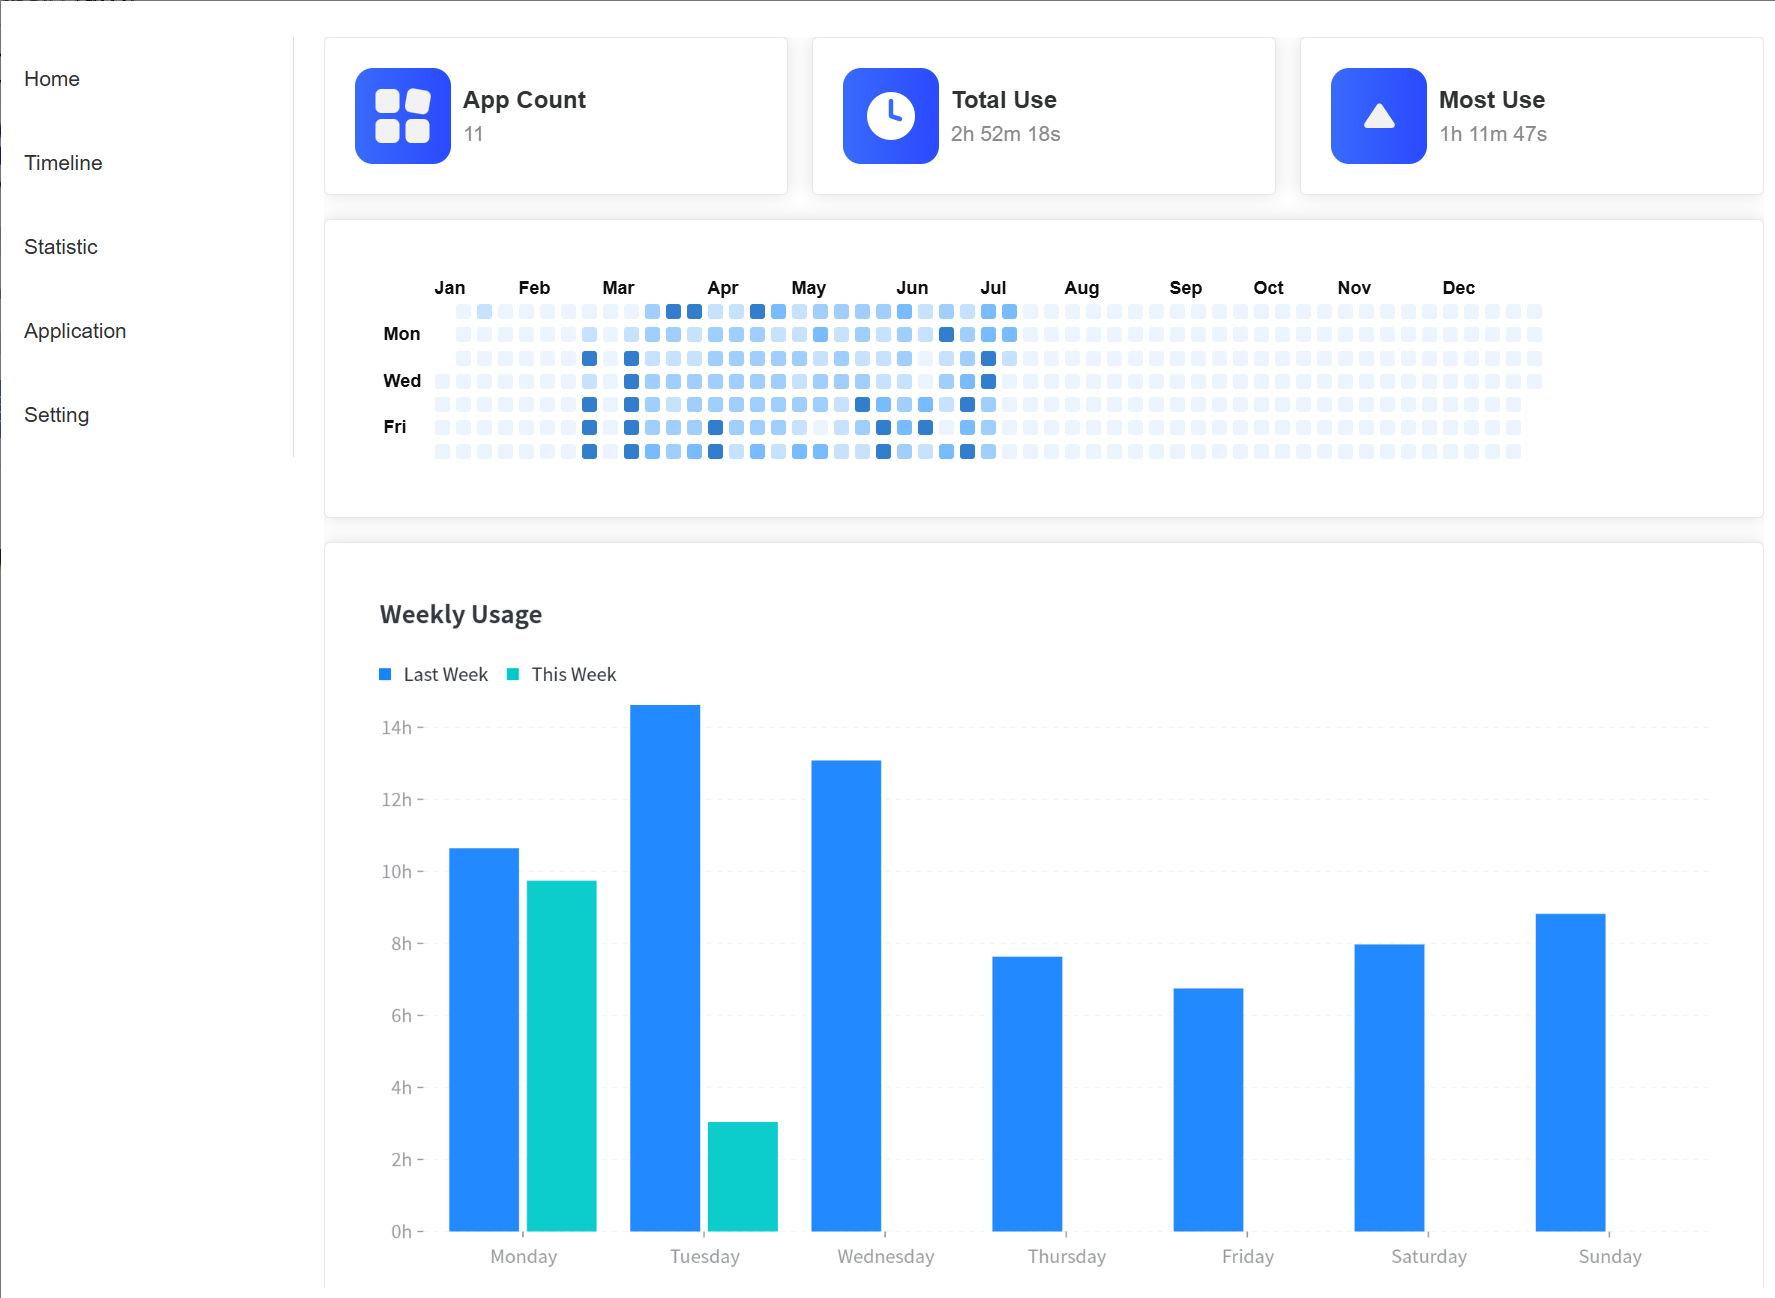 Home
Timeline
Statistic
Application
Setting
App Count
11
Total Use
2h 52m 18s
Most Use
1h 11m 47s
Jan Feb Mar Apr May Jun Jul Aug Sep Oct Nov Dec
Mon
Wed
Fri
Weekly Usage
Last Week This Week
14h
12h
10h
8h
6h
4h
2h
0h
Monday Tuesday Wednesday Thursday Friday Saturday Sunday